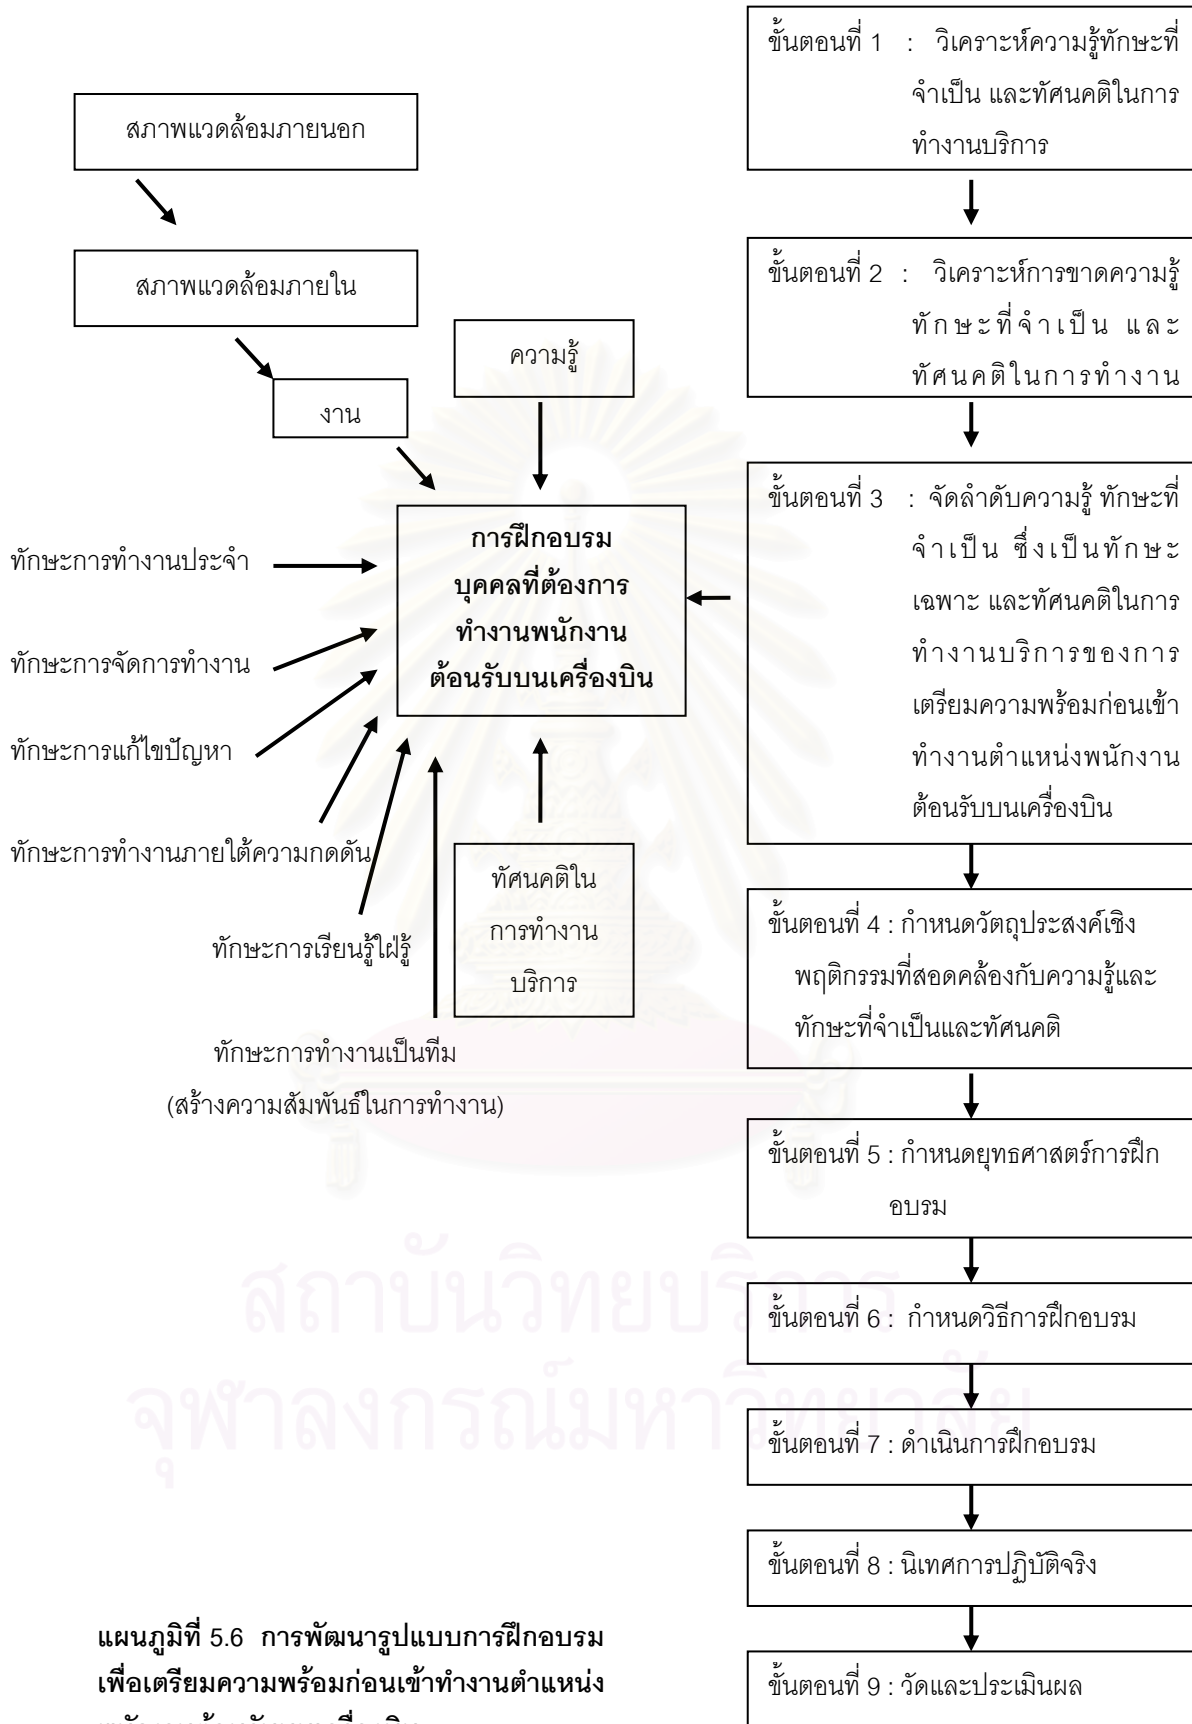 สภาพแวดล้อมภายนอก
สภาพแวดล้อมภายใน
งาน
ความรู้
การฝึกอบรม
บุคคลที่ต้องการ
ทำงานพนักงาน
ต้อนรับบนเครื่องบิน
ทักษะการทำงานประจำ
ทักษะการจัดการทำงาน
ทักษะการแก้ไขปัญหา
ทักษะการทำงานภายใต้ความกดดัน
ทักษะการเรียนรู้ใฝ่รู้
ทักษะการทำงานเป็นทีม
(สร้างความสัมพันธ์ในการทำงาน)
ทัศนคติใน
การทำงาน
บริการ
ขั้นตอนที่ 1 : วิเคราะห์ความรู้ทักษะที่
จำเป็น และทัศนคติในการ
ทำงานบริการ
ขั้นตอนที่ 2 : วิเคราะห์การขาดความรู้
ทักษะที่จำเป็น และ
ทัศนคติในการทำงาน
ขั้นตอนที่ 3 : จัดลำดับความรู้ ทักษะที่
จำเป็น ซึ่งเป็นทักษะ
เฉพาะ และทัศนคติในการ
ทำงานบริการของการ
เตรียมความพร้อมก่อนเข้า
ทำงานตำแหน่งพนักงาน
ต้อนรับบนเครื่องบิน
ขั้นตอนที่ 4 : กำหนดวัตถุประสงค์เชิง
พฤติกรรมที่สอดคล้องกับความรู้และ
ทักษะที่จำเป็นและทัศนคติ
ขั้นตอนที่ 5 : กำหนดยุทธศาสตร์การฝึก
อบรม
ขั้นตอนที่ 6 : กำหนดวิธีการฝึกอบรม
ขั้นตอนที่ 7 : ดำเนินการฝึกอบรม
ขั้นตอนที่ 8 : นิเทศการปฏิบัติจริง
ขั้นตอนที่ 9 : วัดและประเมินผล
สถาบันวิทยบริการ
จุฬาลงกรณ์มหาวิทยาลัย
แผนภูมิที่ 5.6 การพัฒนารูปแบบการฝึกอบรม
เพื่อเตรียมความพร้อมก่อนเข้าทำงานตำแหน่ง